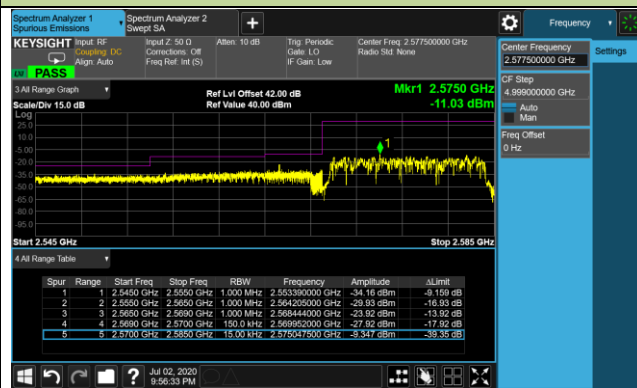 Spectrum Analyzer 1
Spurious Emissions
Spectrum Analyzer 2
Swept SA
Frequency
KEYSIGHT
Input: RF
Coupling: DC
Align: Auto
Input Z: 50 Ω
Corrections: Off
Freq Ref: Int (S)
Atten: 10 dB
Trig: Periodic
Gate: LO
IF Gain: Low
Center Freq: 2.577500000 GHz
Radio Std: None
PASS
Center Frequency
2.577500000 GHz
Settings
CF Step
4.999000000 GHz
Auto
Man
Freq Offset
0 Hz
3 All Range Graph
Ref Lvl Offset 42.00 dB
Mkr1 2.5750 GHz
Scale/Div 15.0 dB
Ref Value 40.00 dBm
-11.03 dBm
Log
25.0
10.0
-5.00
-20.0
-35.0
-50.0
-65.0
-80.0
-95.0
1
Start 2.545 GHz
Stop 2.585 GHz
4 All Range Table
Spur Range Start Freq Stop Freq RBW Frequency Amplitude ΔLimit
1 1 2.5450 GHz 2.5550 GHz 1.000 MHz 2.553390000 GHz -34.16 dBm -9.159 dB
2 2 2.5550 GHz 2.5650 GHz 1.000 MHz 2.564205000 GHz -29.93 dBm -16.93 dB
3 3 2.5650 GHz 2.5690 GHz 1.000 MHz 2.568444000 GHz -23.92 dBm -13.92 dB
4 4 2.5690 GHz 2.5700 GHz 150.0 kHz 2.569952000 GHz -27.92 dBm -17.92 dB
5 5 2.5700 GHz 2.5850 GHz 15.00 kHz 2.575047500 GHz -9.347 dBm -39.35 dB
Jul 02, 2020
9:56:33 PM